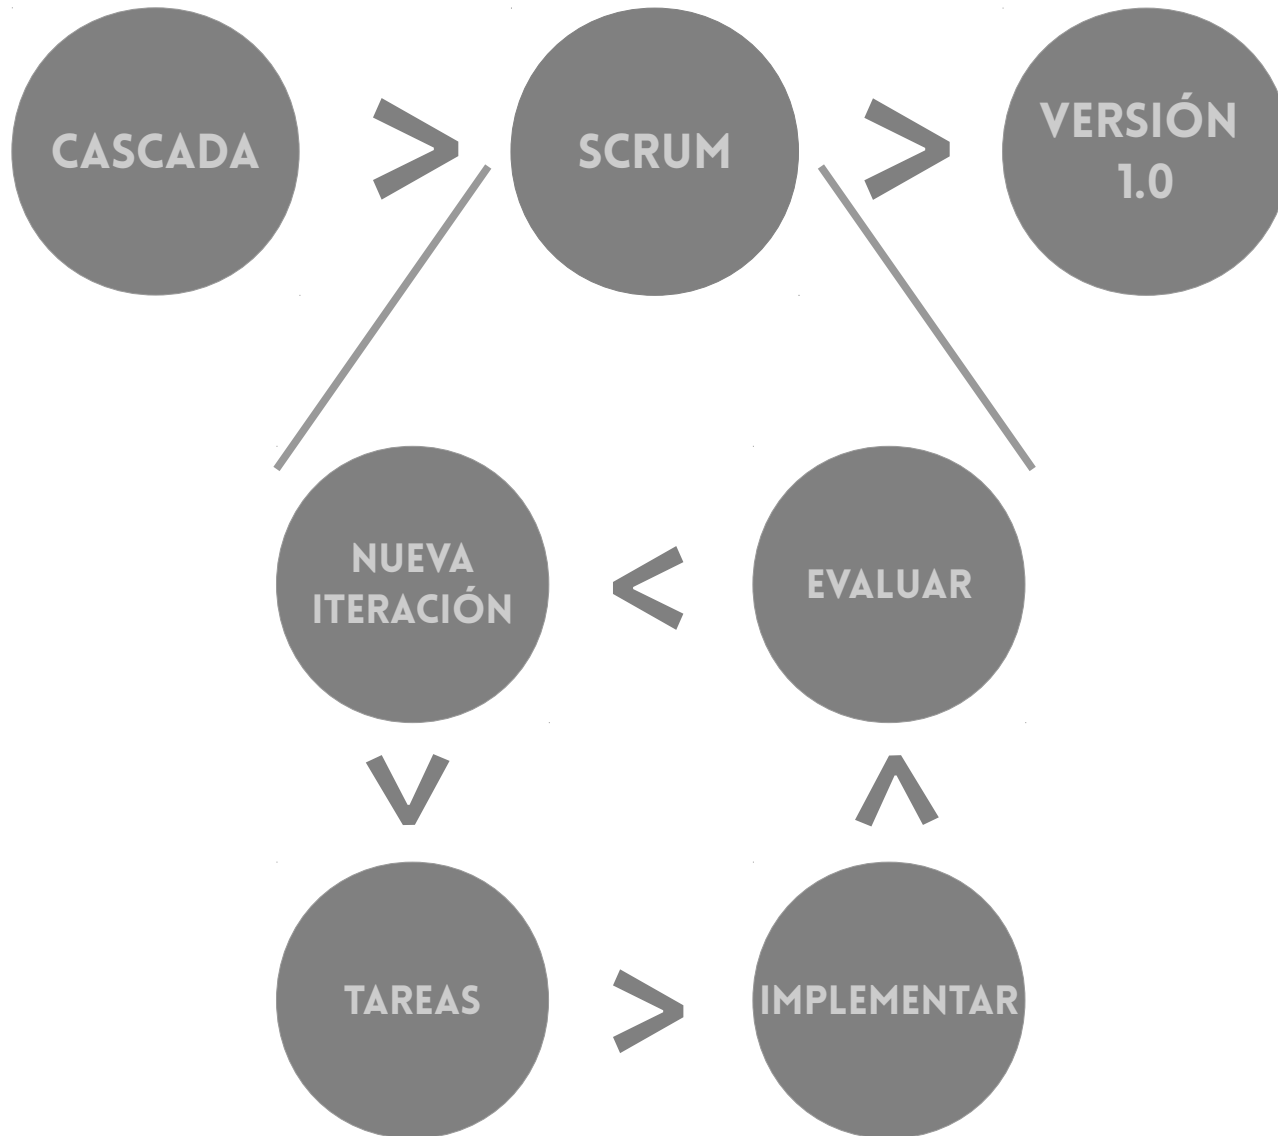 CASCADA
>
SCRUM
>
VERSIÓN
1.0
NUEVA
ITERACIÓN
<
EVALUAR
TAREAS
>
IMPLEMENTAR